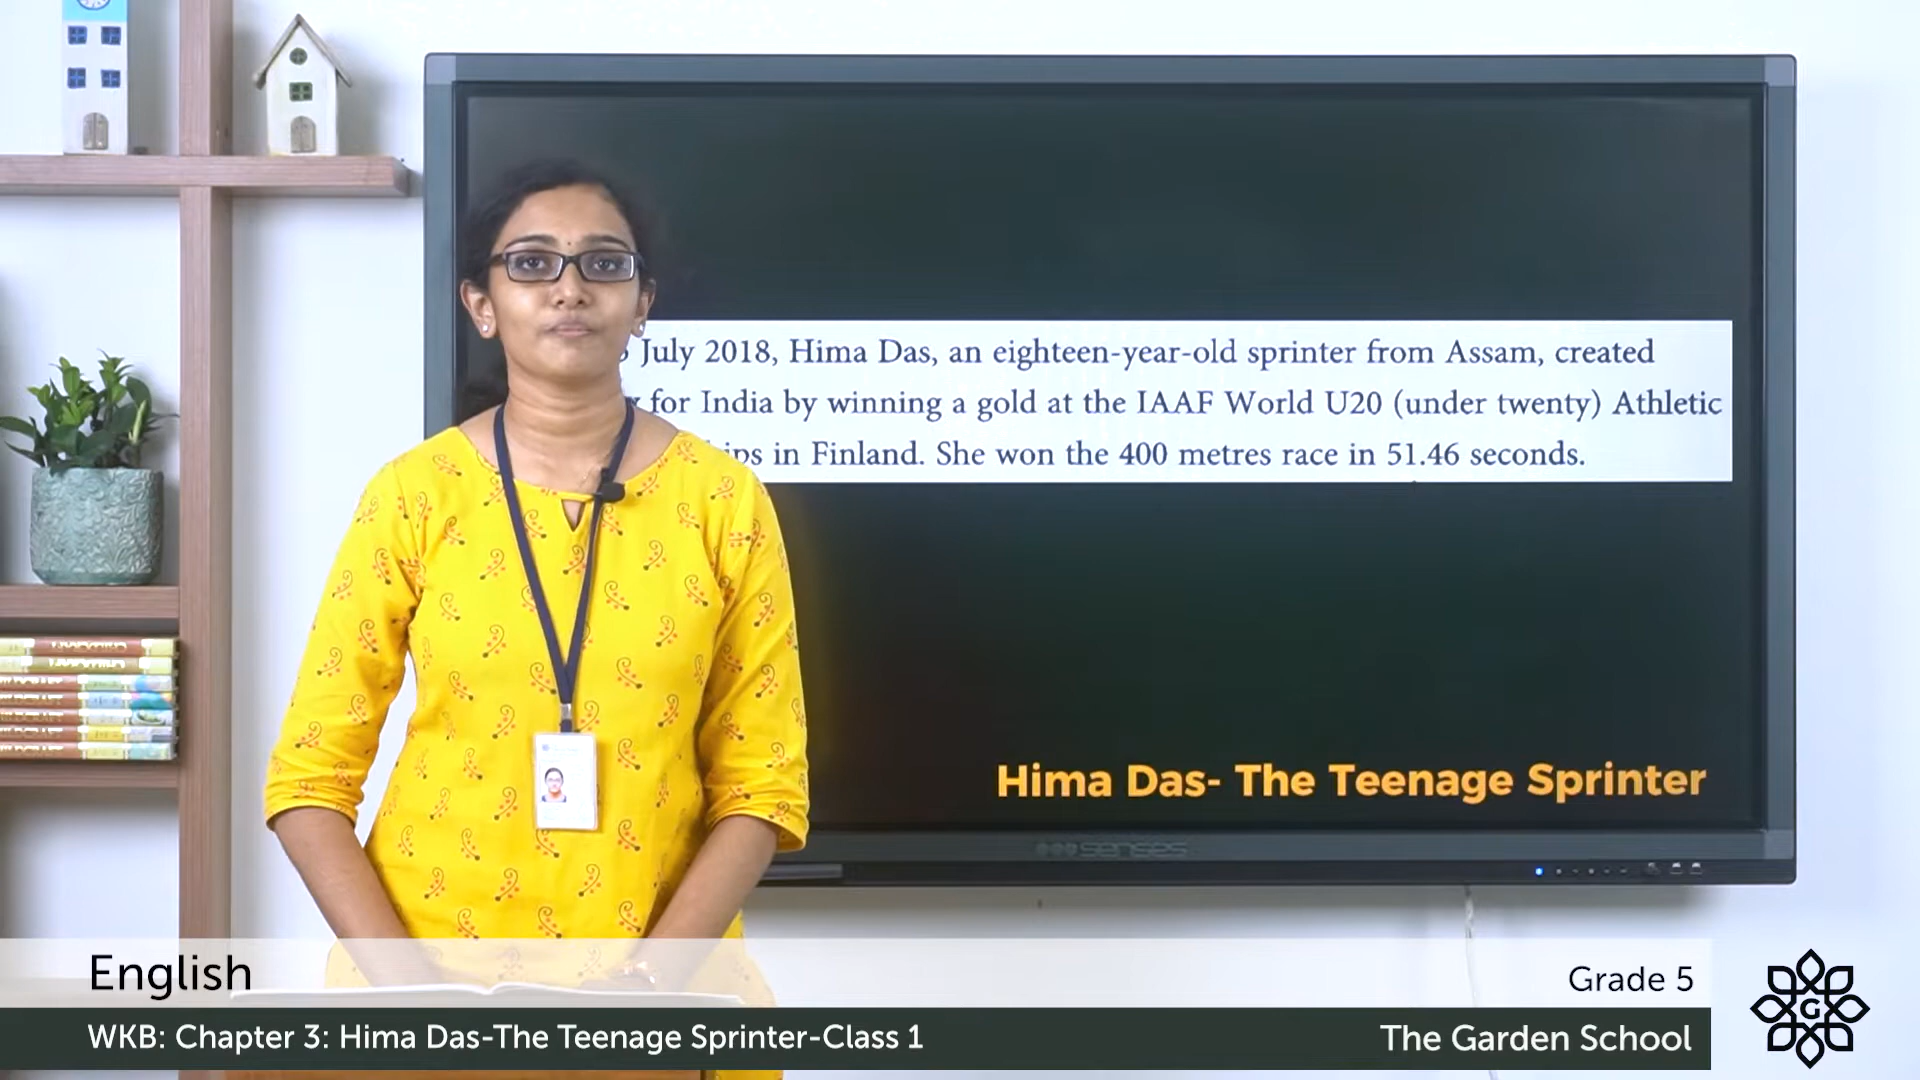 July 2018, Hima Das, an eighteen-year-old sprinter from Assam, created
for India by winning a gold at the IAAF World U20 (under twenty) Athletic
in Finland. She won the 400 metres race in 51.46 seconds.
Hima Das- The Teenage Sprinter
senses
English
Grade 5
WKB: Chapter 3: Hima Das-The Teenage Sprinter-Class 1
The Garden School
G